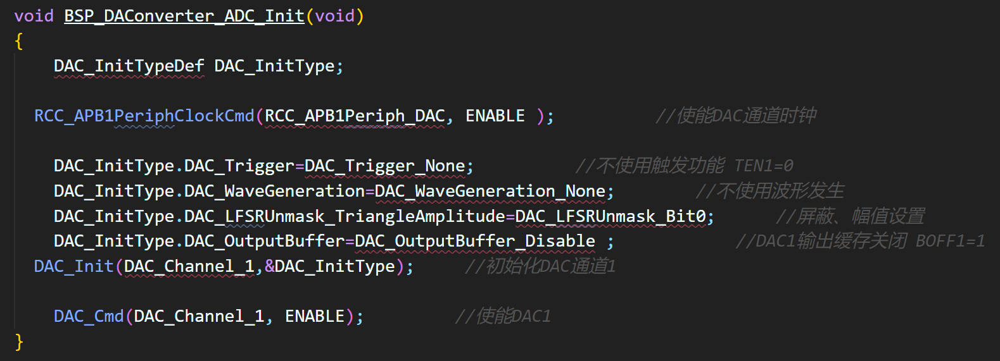 void BSP_DAConverter_ADC_Init(void)
{
DAC_InitTypeDef DAC_InitType;
RCC_APB1PeriphClockCmd(RCC_APB1Periph_DAC, ENABLE ); //使能DAC通道时钟
DAC_InitType.DAC_Trigger=DAC_Trigger_None; //不使用触发功能 TEN1=0
DAC_InitType.DAC_WaveGeneration=DAC_WaveGeneration_None; //不使用波形发生
DAC_InitType.DAC_LFSRUnmask_TriangleAmplitude=DAC_LFSRUnmask_Bit0; //屏蔽、幅值设置
DAC_InitType.DAC_OutputBuffer=DAC_OutputBuffer_Disable ; //DAC1输出缓存关闭 BOFF1=1
DAC_Init(DAC_Channel_1,&DAC_InitType); //初始化DAC通道1
DAC_Cmd(DAC_Channel_1, ENABLE); //使能DAC1
}